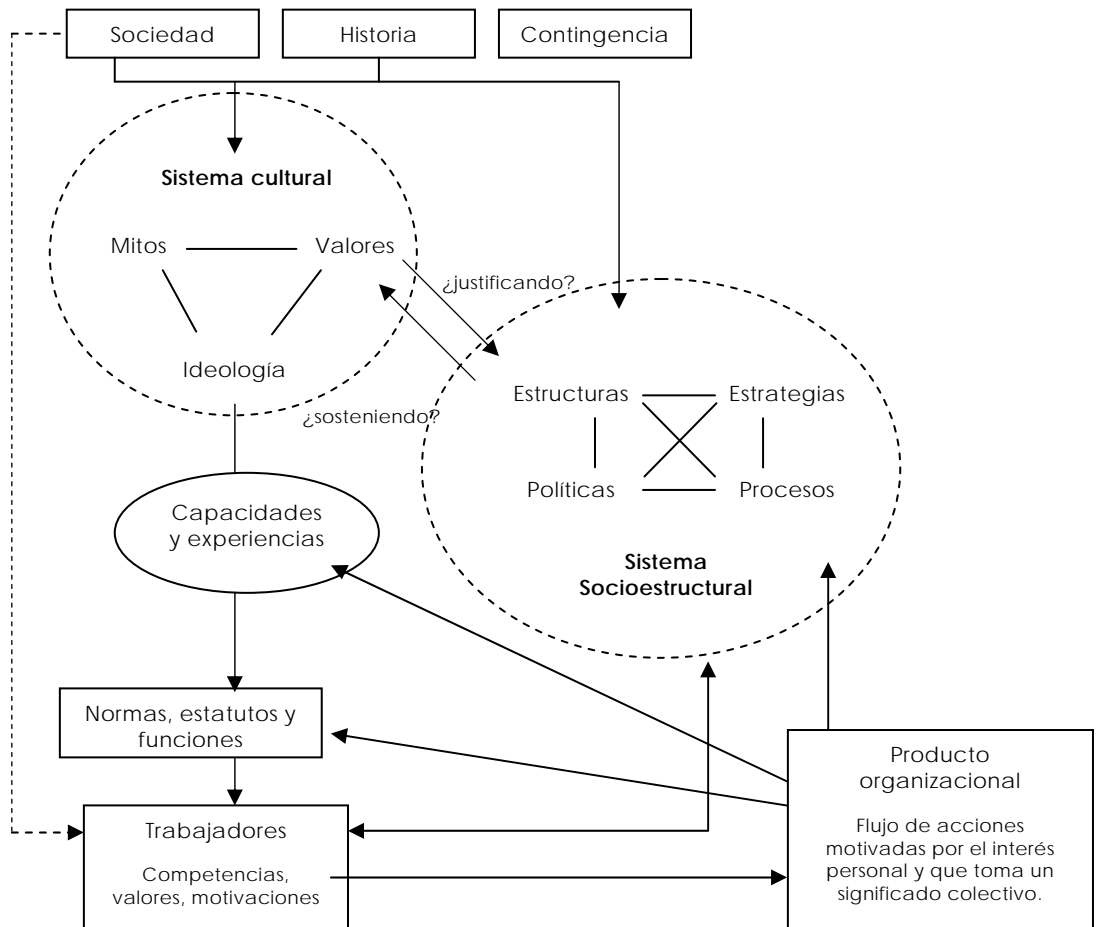 Sociedad
Historia
Contingencia
Sistema cultural
Mitos
Valores
¿justificando?
Ideología
¿sosteniendo?
Estructuras
Estrategias
Políticas
Procesos
Capacidades
y experiencias
Sistema
Socioestructural
Normas, estatutos y
funciones
Producto
organizacional
Flujo de acciones
motivadas por el interés
personal y que toma un
significado colectivo.
Trabajadores
Competencias,
valores, motivaciones